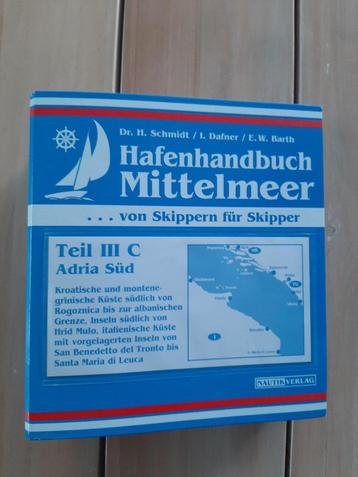 Dr. H. Schmidt / I. Dafner / E. W. Barth
Hafenhandbuch
Mittelmeer
. . . von Skippern für Skipper
Teil III C
Adria Süd
Kroatische und montene-
grinische Küste südlich von
Rogoznica bis zur albanischen
Grenze, Inseln südlich von
Hrid Mulo, italienische Küste
mit vorgelagerten Inseln von
San Benedetto del Tronto bis
Santa Maria di Leuca
NAUTIK VERLAG